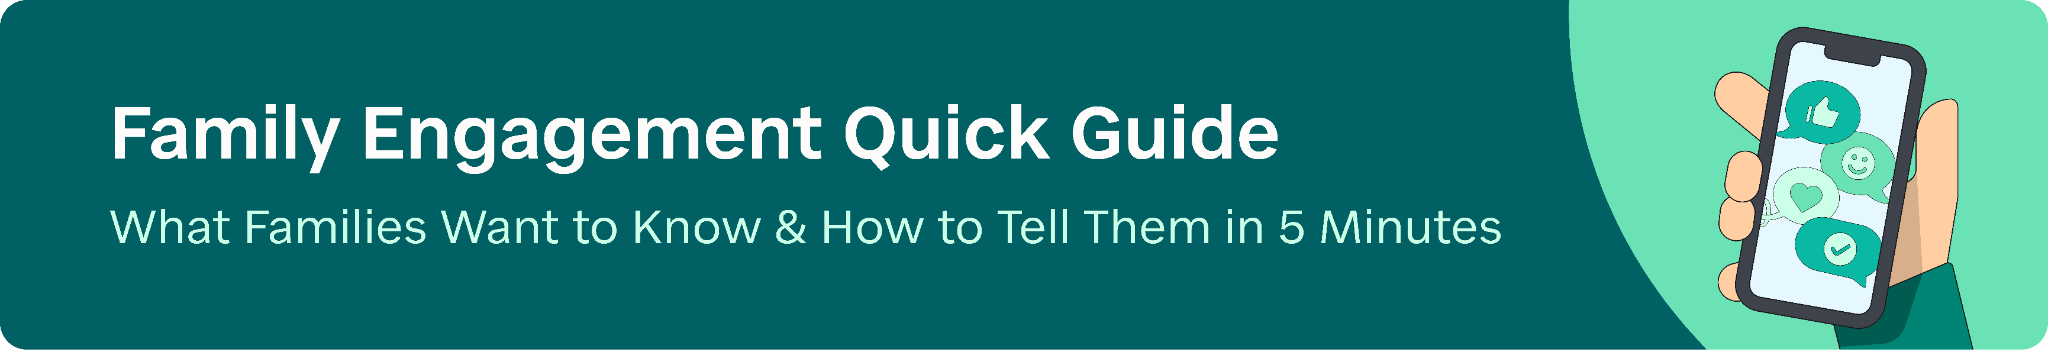 Family Engagement Quick Guide
What Families Want to Know & How to Tell Them in 5 Minutes